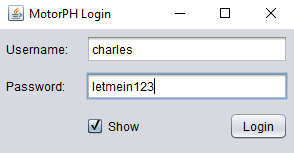 MotorPH Login
Username: charles
Password: letmein123
Show Login